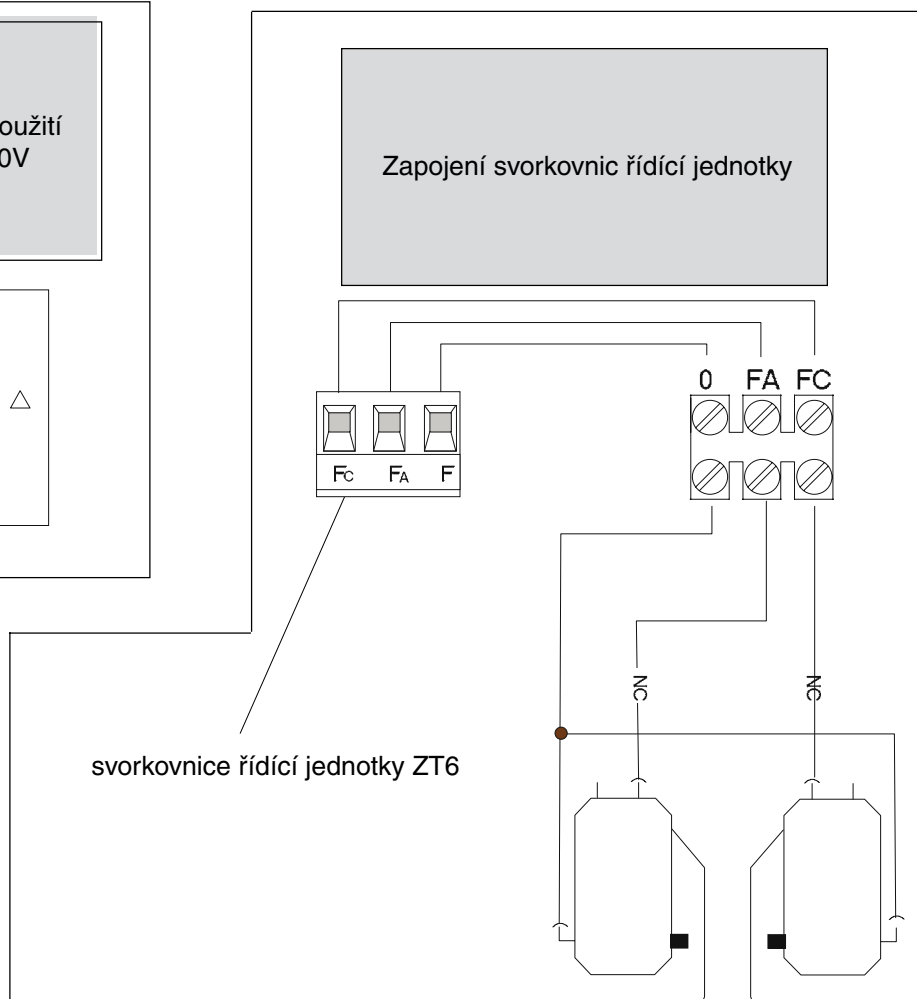 oužití
0V
Zapojení svorkovnic řídící jednotky
0 FA FC
FC FA F
NC NC
svorkovnice řídící jednotky ZT6